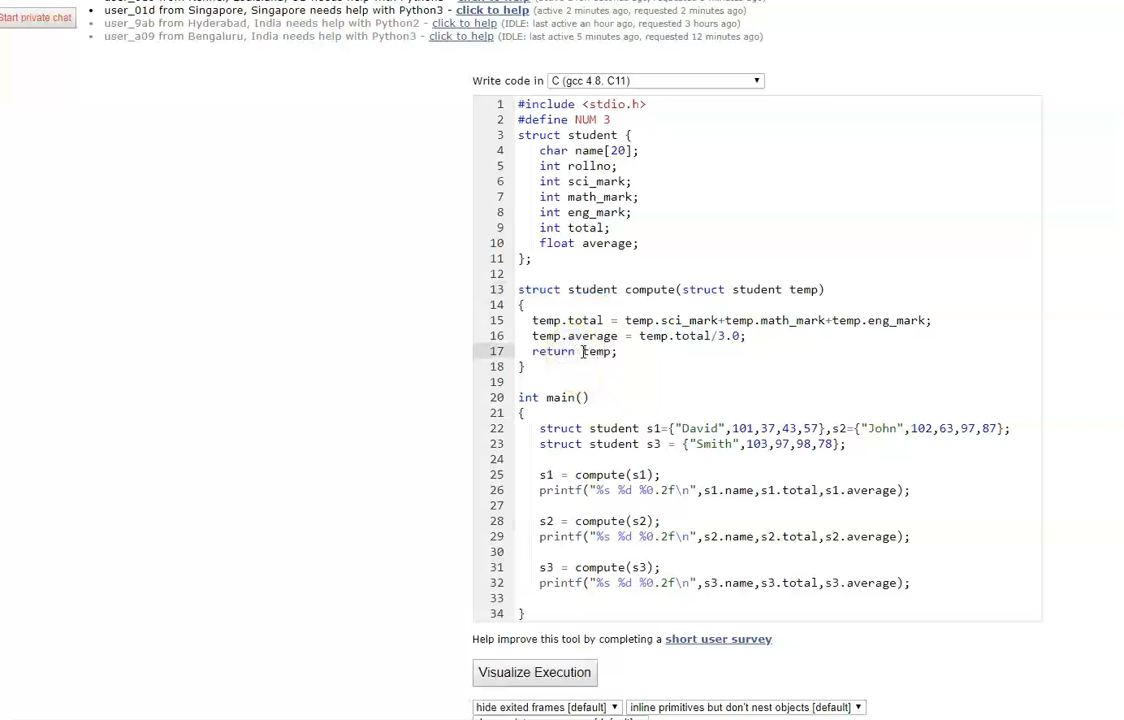 click to help
user_01d from Singapore, Singapore needs help with Python3 - click to help (active 2 minutes ago, requested 2 minutes ago)
Start private chat
user_9ab from Hyderabad, India needs help with Python2 - click to help (IDLE: last active an hour ago, requested 3 hours ago)
user_a09 from Bengaluru, India needs help with Python3 - click to help (IDLE: last active 5 minutes ago, requested 12 minutes ago)
Write code in C (gcc 4.8, C11)
1 #include <stdio.h>
2 #define NUM 3
3 struct student {
4 char name[20];
5 int rollno;
6 int sci_mark;
7 int math_mark;
8 int eng_mark;
9 int total;
10 float average;
11 };
12
13 struct student compute(struct student temp)
14 {
15 temp.total = temp.sci_mark+temp.math_mark+temp.eng_mark;
16 temp.average = temp.total/3.0;
17 return temp;
18 }
19
20 int main()
21 {
22 struct student s1={"David",101,37,43,57},s2={"John",102,63,97,87};
23 struct student s3 = {"Smith",103,97,98,78};
24
25 s1 = compute(s1);
26 printf("%s %d %0.2f\n",s1.name,s1.total,s1.average);
27
28 s2 = compute(s2);
29 printf("%s %d %0.2f\n",s2.name,s2.total,s2.average);
30
31 s3 = compute(s3);
32 printf("%s %d %0.2f\n",s3.name,s3.total,s3.average);
33
34 }
Help improve this tool by completing a short user survey
Visualize Execution
hide exited frames [default] inline primitives but don't nest objects [default]